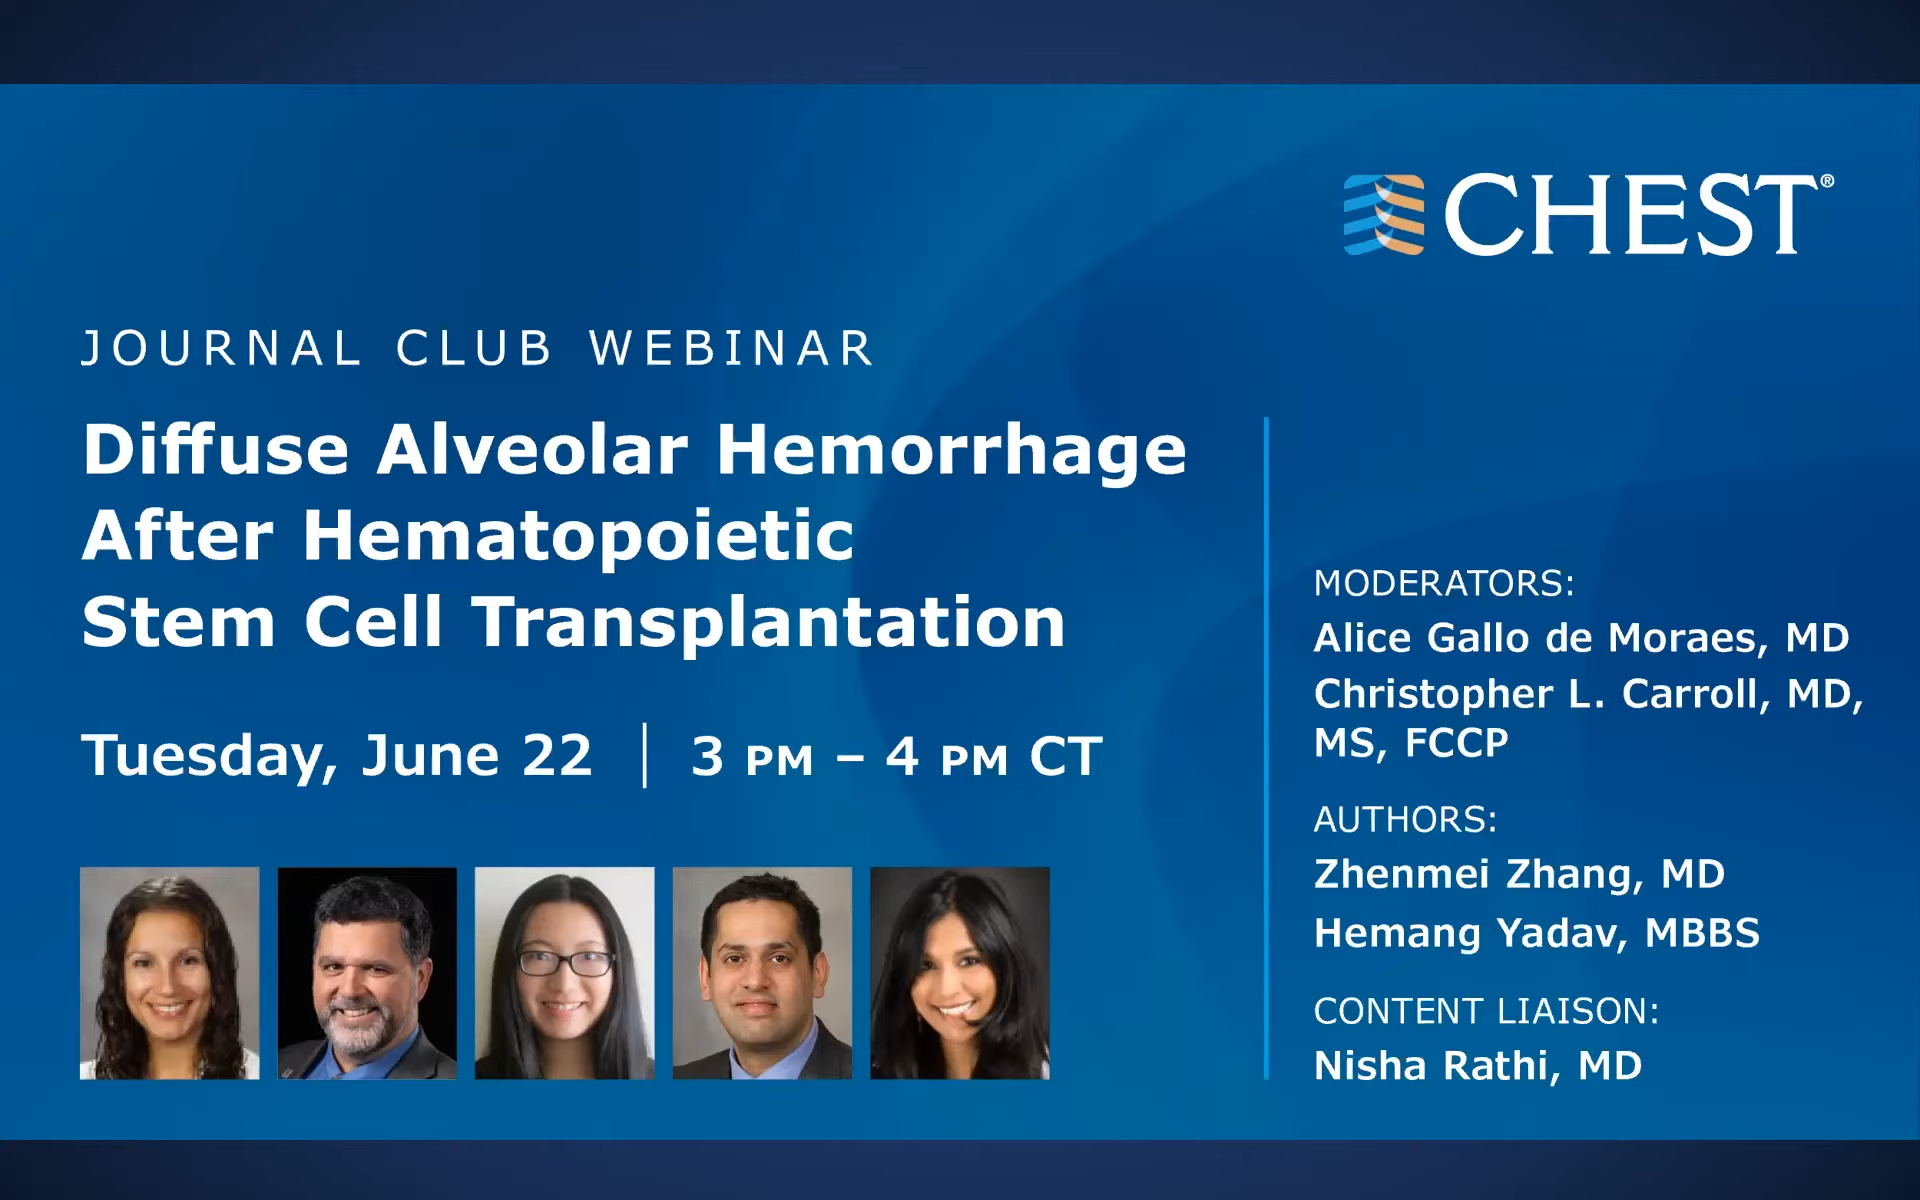 CHEST®
JOURNAL CLUB WEBINAR
Diffuse Alveolar Hemorrhage
After Hematopoietic
Stem Cell Transplantation
Tuesday, June 22 | 3 PM – 4 PM CT
MODERATORS:
Alice Gallo de Moraes, MD
Christopher L. Carroll, MD,
MS, FCCP
AUTHORS:
Zhenmei Zhang, MD
Hemang Yadav, MBBS
CONTENT LIAISON:
Nisha Rathi, MD